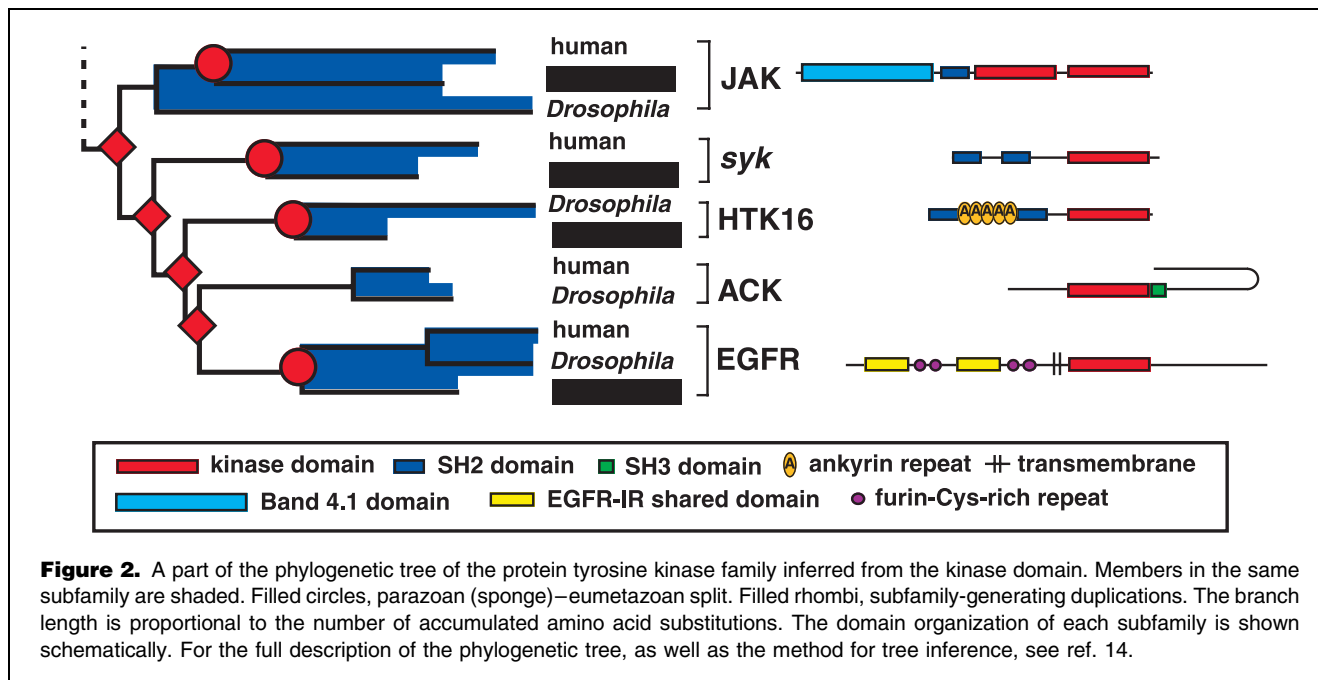 human
JAK
Drosophila
human
syk
Drosophila
HTK16
A A A A A
human
ACK
Drosophila
human
Drosophila
EGFR
kinase domain SH2 domain SH3 domain A ankyrin repeat transmembrane
Band 4.1 domain EGFR-IR shared domain furin-Cys-rich repeat
Figure 2. A part of the phylogenetic tree of the protein tyrosine kinase family inferred from the kinase domain. Members in the same
subfamily are shaded. Filled circles, parazoan (sponge)–eumetazoan split. Filled rhombi, subfamily-generating duplications. The branch
length is proportional to the number of accumulated amino acid substitutions. The domain organization of each subfamily is shown
schematically. For the full description of the phylogenetic tree, as well as the method for tree inference, see ref. 14.